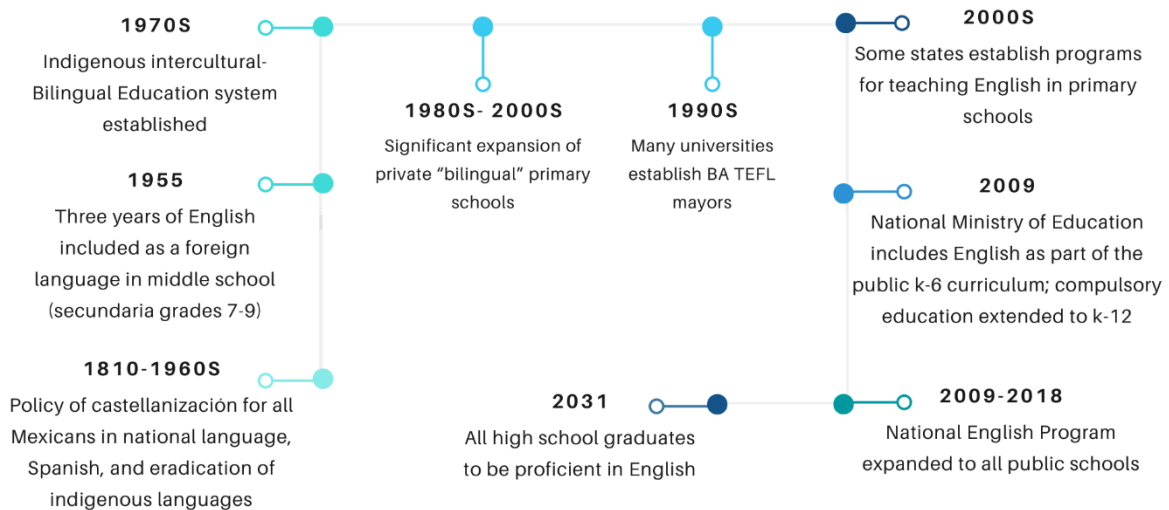 1970S
Indigenous intercultural-
Bilingual Education system
established
1955
Three years of English
included as a foreign
language in middle school
(secundaria grades 7-9)
1810-1960S
Policy of castellanización for all
Mexicans in national language,
Spanish, and eradication of
indigenous languages
1980S- 2000S
Significant expansion of
private “bilingual” primary
schools
1990S
Many universities
establish BA TEFL
mayors
2000S
Some states establish programs
for teaching English in primary
schools
2009
National Ministry of Education
includes English as part of the
public k-6 curriculum; compulsory
education extended to k-12
2009-2018
National English Program
expanded to all public schools
2031
All high school graduates
to be proficient in English